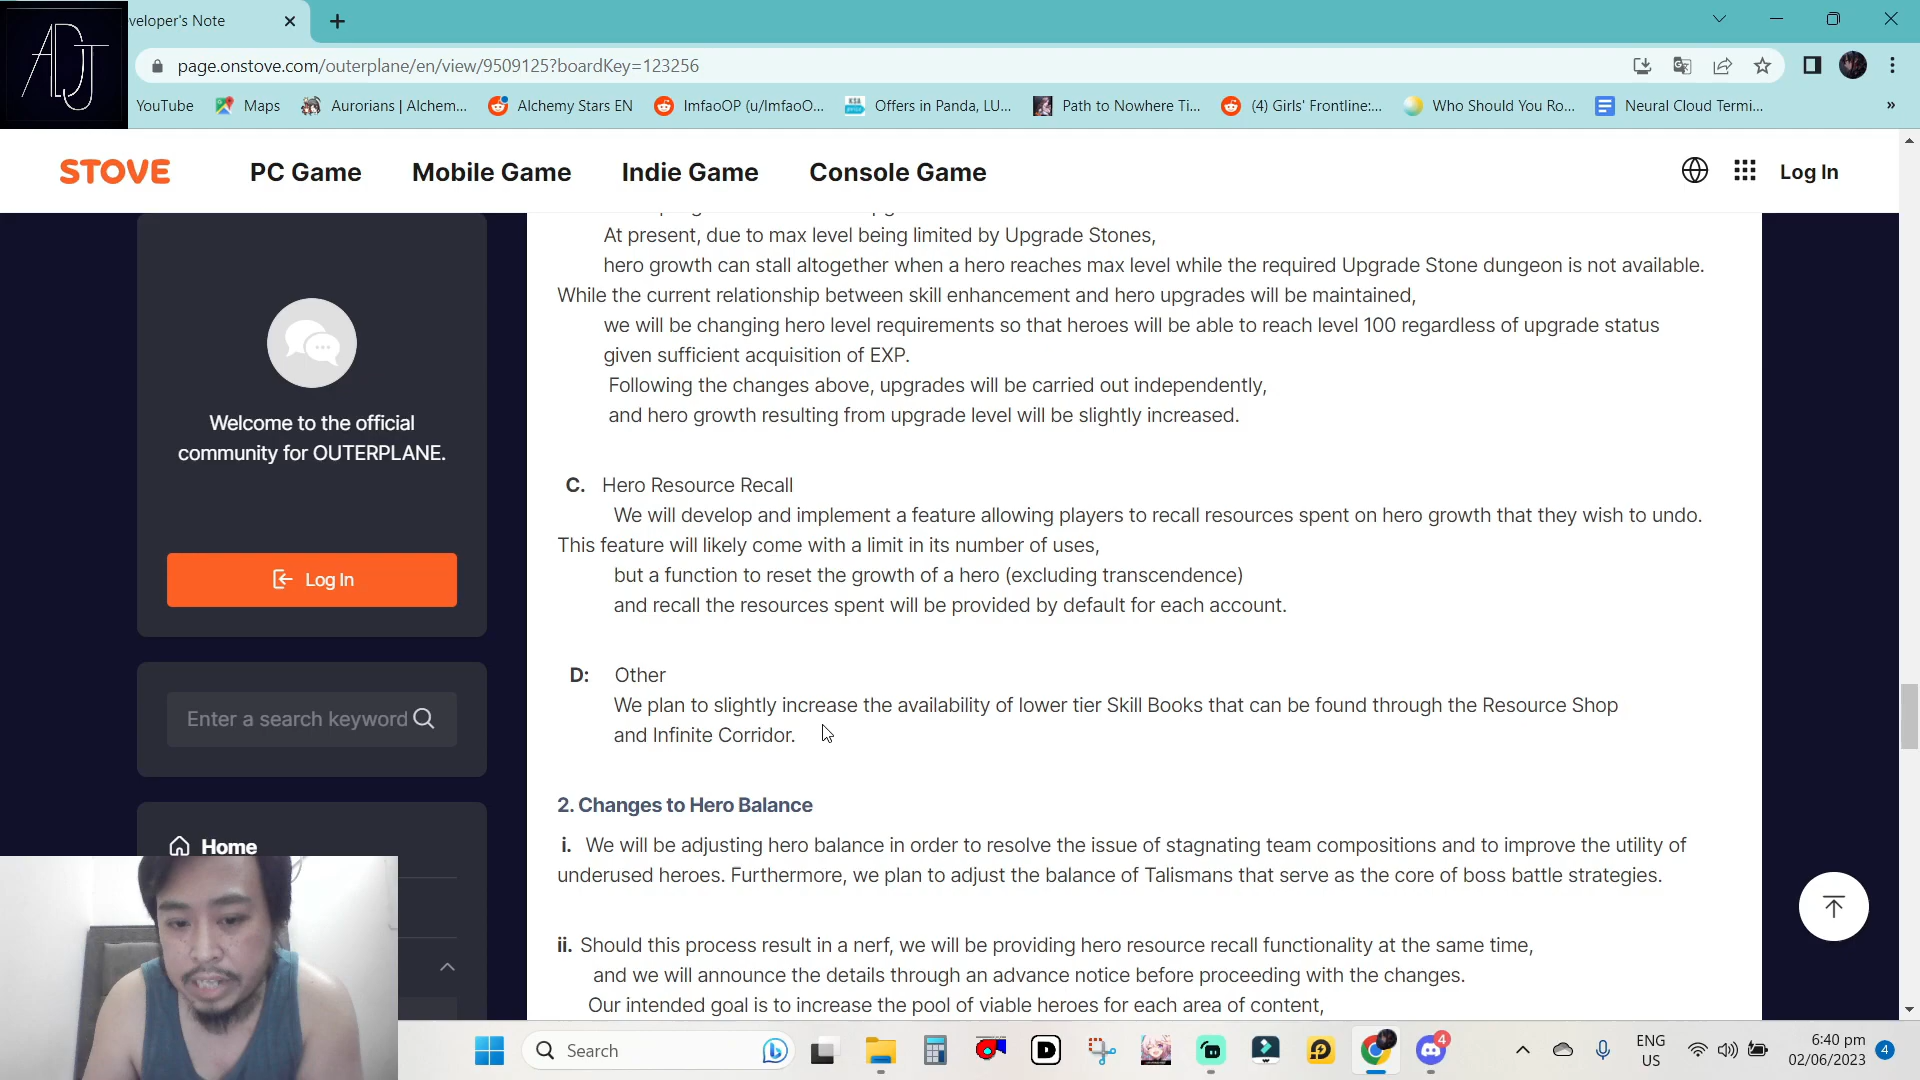 veloper's Note
ADJ
page.onstove.com/outerplane/en/view/9509125?boardKey=123256
YouTube Maps Aurorians | Alchem... Alchemy Stars EN lmfaoOP (u/lmfaoO... Offers in Panda, LU... Path to Nowhere Ti... (4) Girls' Frontline:... Who Should You Ro... Neural Cloud Termi... »
STOVE PC Game Mobile Game Indie Game Console Game Log In
At present, due to max level being limited by Upgrade Stones,
hero growth can stall altogether when a hero reaches max level while the required Upgrade Stone dungeon is not available.
While the current relationship between skill enhancement and hero upgrades will be maintained,
we will be changing hero level requirements so that heroes will be able to reach level 100 regardless of upgrade status
given sufficient acquisition of EXP.
Following the changes above, upgrades will be carried out independently,
and hero growth resulting from upgrade level will be slightly increased.
C. Hero Resource Recall
We will develop and implement a feature allowing players to recall resources spent on hero growth that they wish to undo.
This feature will likely come with a limit in its number of uses,
but a function to reset the growth of a hero (excluding transcendence)
and recall the resources spent will be provided by default for each account.
D: Other
We plan to slightly increase the availability of lower tier Skill Books that can be found through the Resource Shop
and Infinite Corridor.
2. Changes to Hero Balance
i. We will be adjusting hero balance in order to resolve the issue of stagnating team compositions and to improve the utility of
underused heroes. Furthermore, we plan to adjust the balance of Talismans that serve as the core of boss battle strategies.
ii. Should this process result in a nerf, we will be providing hero resource recall functionality at the same time,
and we will announce the details through an advance notice before proceeding with the changes.
Our intended goal is to increase the pool of viable heroes for each area of content,
Welcome to the official
community for OUTERPLANE.
Log In
Enter a search keyword
Home
Search
D
4
ENG
US
6:40 pm
02/06/2023
4